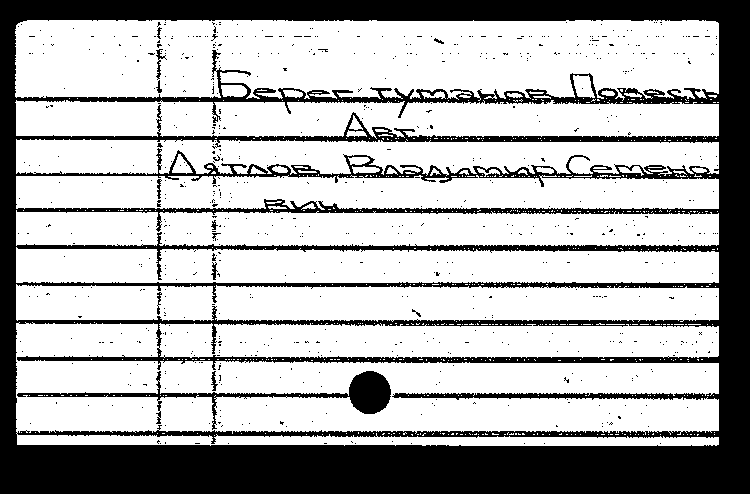 Берег туманов Повесть
Авт.
Дятлов Владимир Семено-
вич